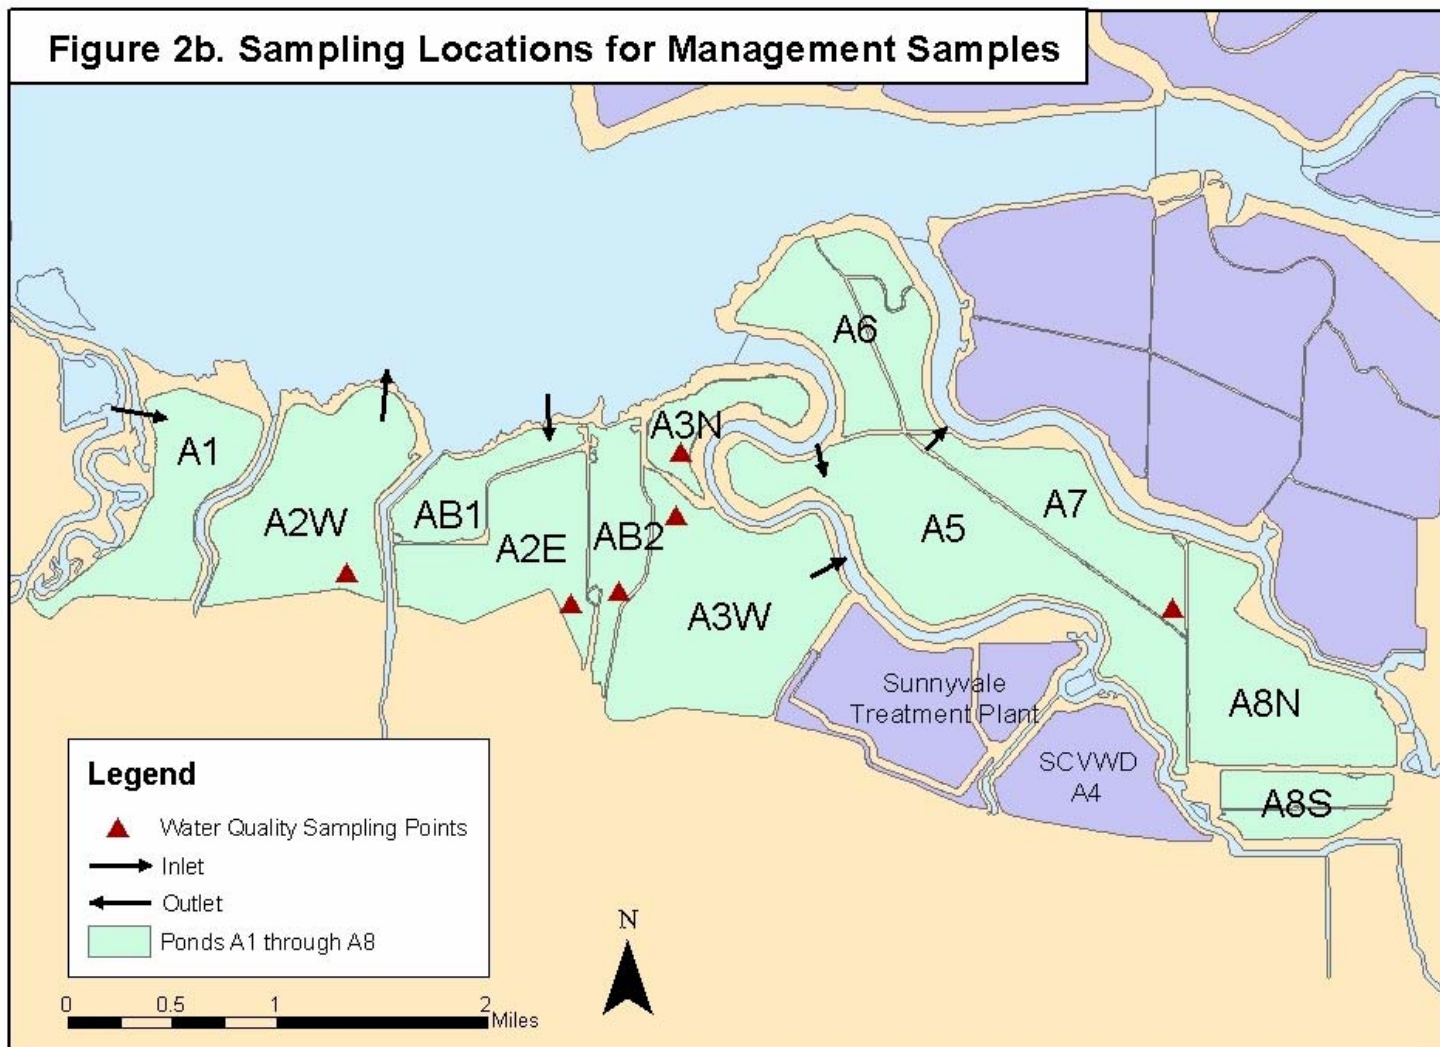 Figure 2b. Sampling Locations for Management Samples
A6
A3N
A1
A7
A2W
AB1
AB2
A5
A2E
A3W
Sunnyvale
Treatment Plant
A8N
SCVWD
A4
A8S
Legend
Water Quality Sampling Points
Inlet
Outlet
Ponds A1 through A8
N
0 0.5 1 2
Miles